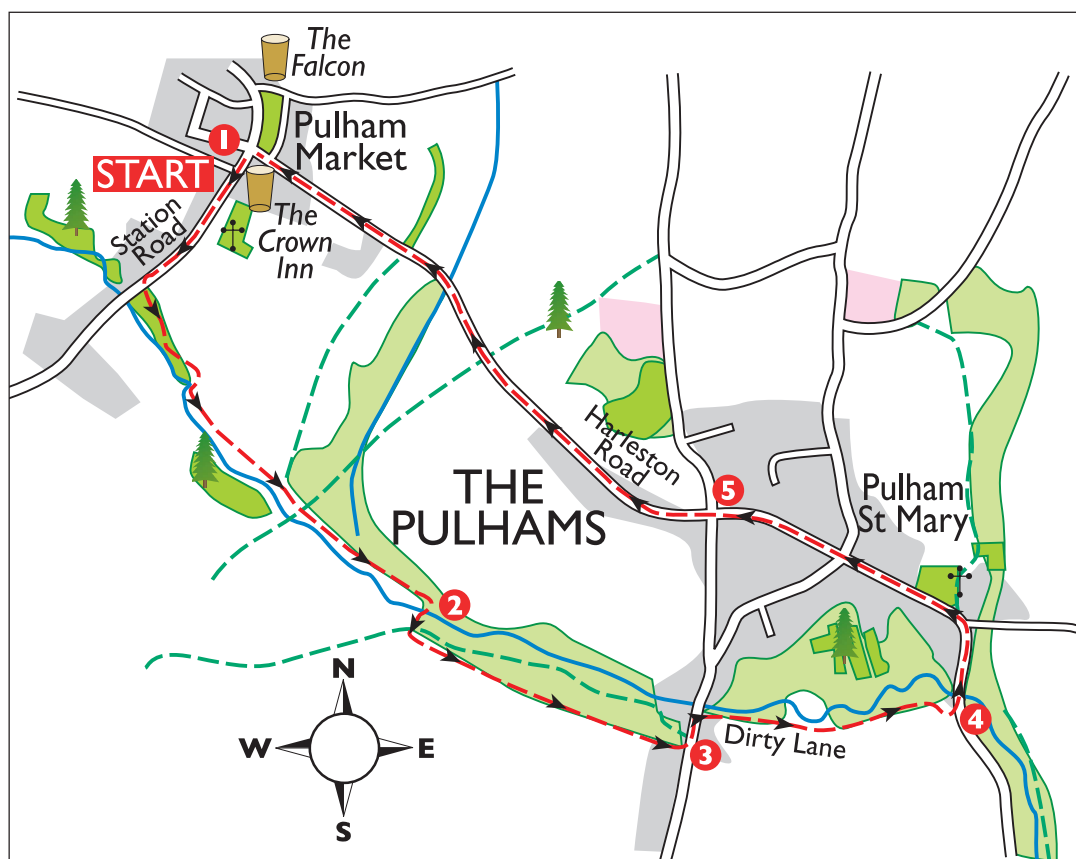 The
Falcon
Pulham
Market
1
START
Station
Road
The
Crown
Inn
Harleston
Road
THE
PULHAMS
5
Pulham
St Mary
2
N
W
E
S
3
Dirty Lane
4